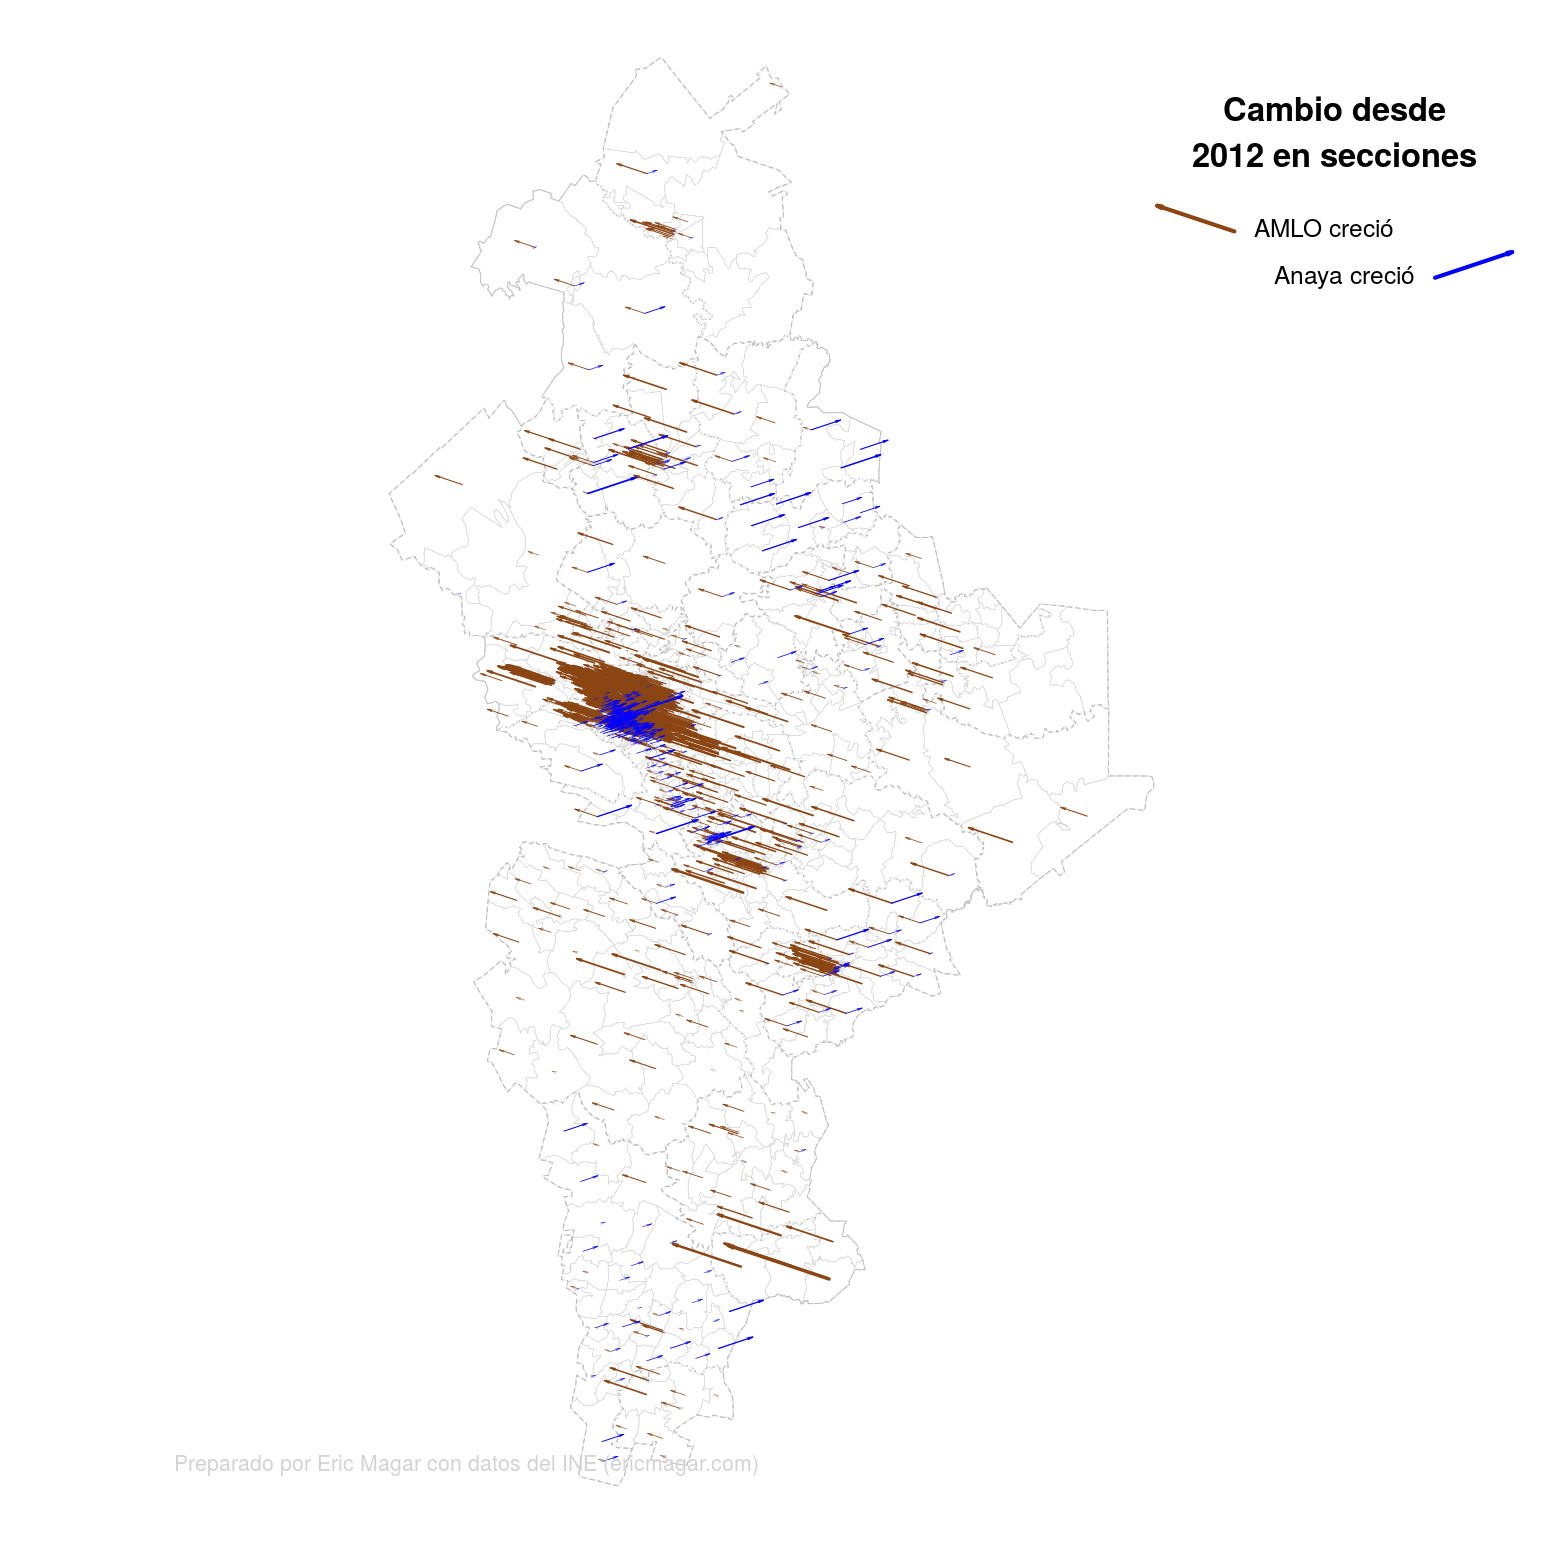 Cambio desde
2012 en secciones
AMLO creció
Anaya creció
Preparado por Eric Magar con datos del INE (ericmagar.com)